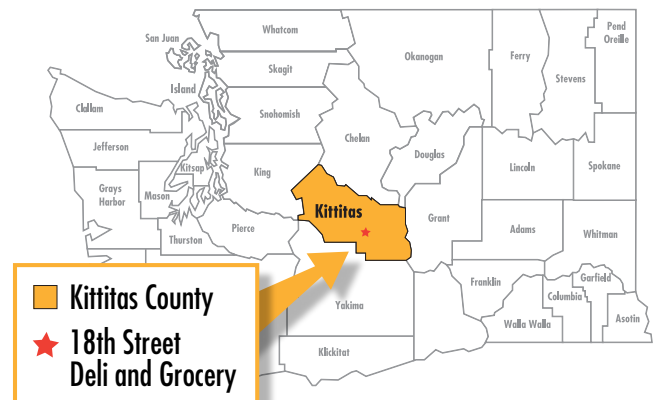 Whatcom
Pend
Oreille
San Juan
Okanogan
Ferry
Stevens
Skagit
Island
Clallam
Snohomish
Chelan
Douglas
Jefferson
Kitsap
King
Lincoln
Spokane
Grays
Harbor
Mason
Kittitas
Grant
Pierce
Adams
Whitman
Thurston
Franklin
Garfield
Columbia
Yakima
Walla Walla
Asotin
Klickitat
Kittitas County
18th Street
Deli and Grocery